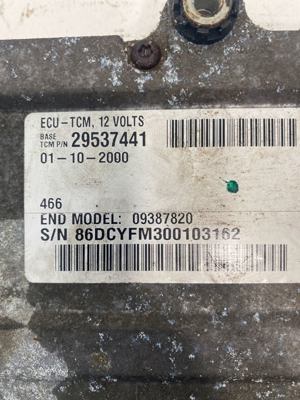 ECU-TCM, 12 VOLTS
BASE TCM P/N 29537441
01-10-2000
466
END MODEL: 09387820
S/N 86DCYFM300103162